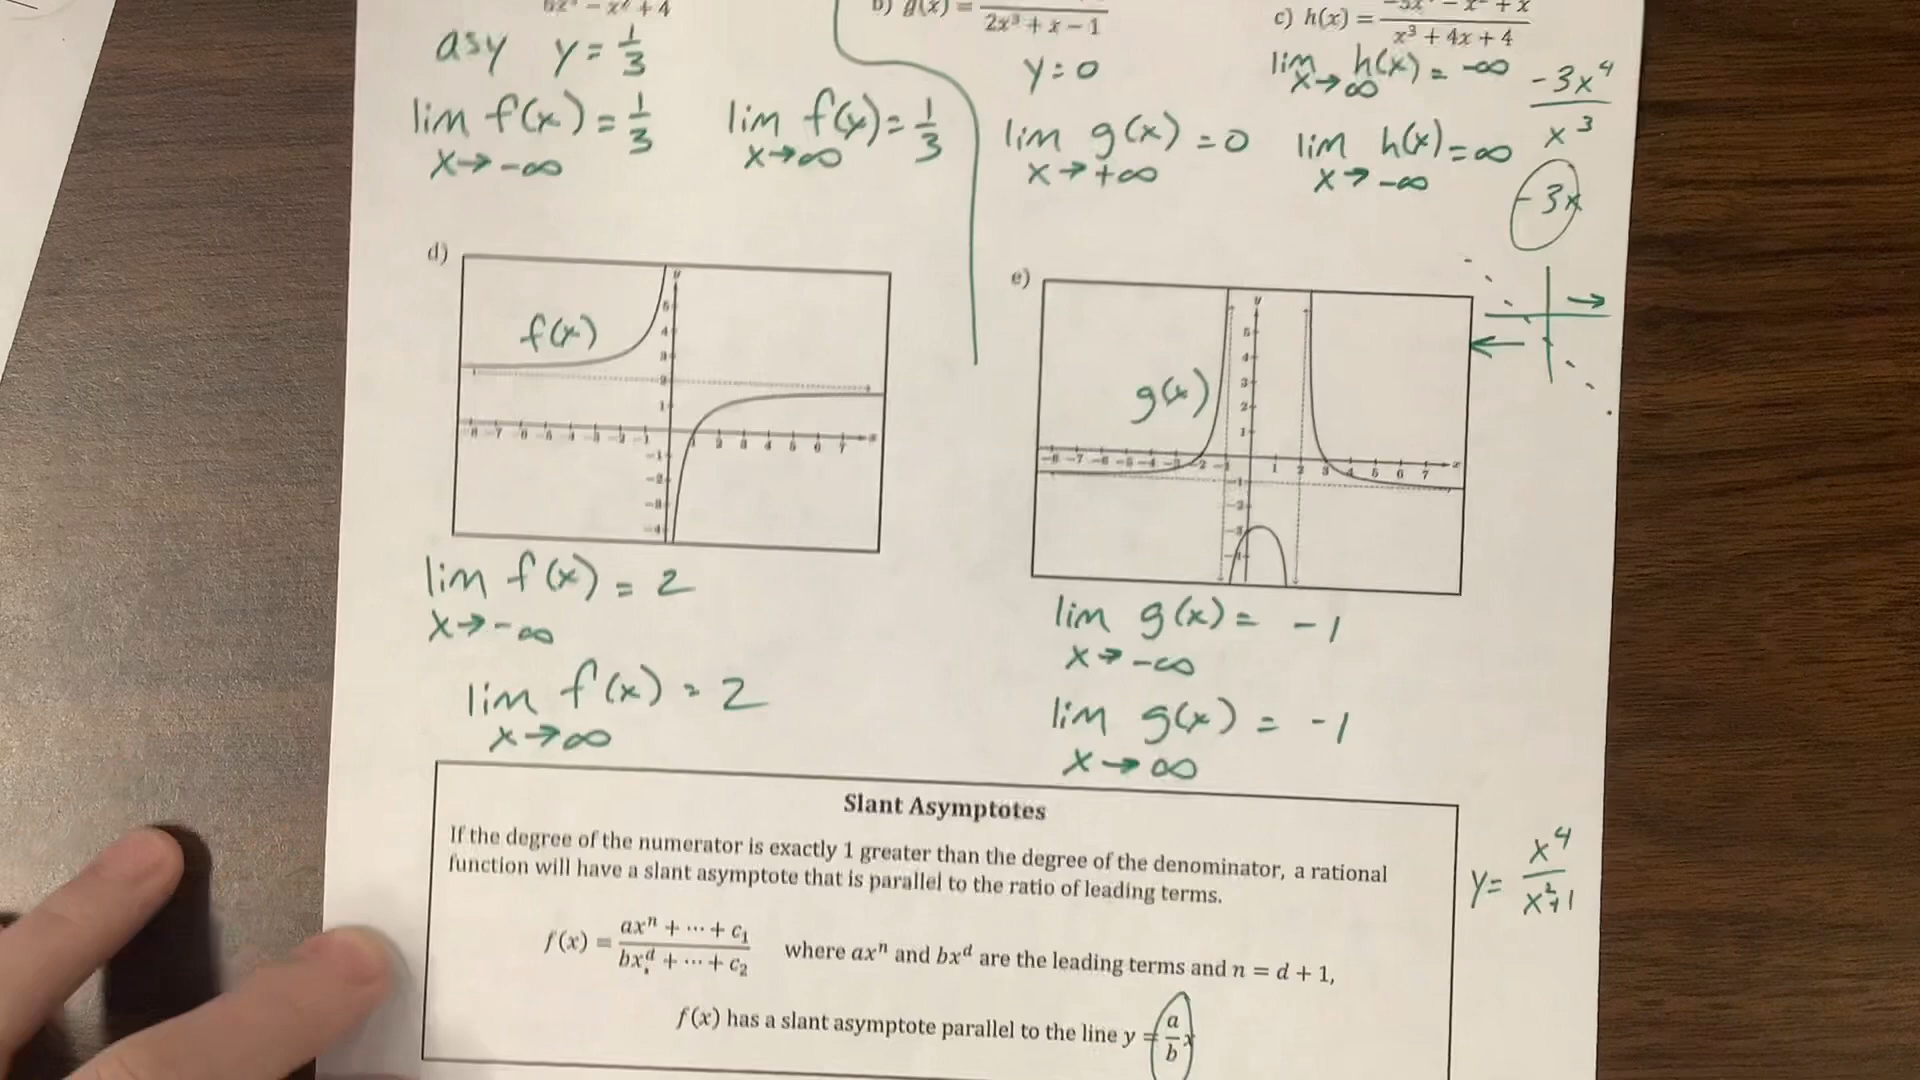 b) g(x) =
2x³ + x − 1
c) h(x) =
x³ + 4x + 4
asy y = 1/3
y = 0
lim h(x) = -∞
x→∞
-3x⁴
x³
-3x
lim f(x) = 1/3
x→-∞
lim f(x) = 1/3
x→∞
lim g(x) = 0
x→+∞
lim h(x) = ∞
x→-∞
d)
f(x)
e)
g(x)
lim f(x) = 2
x→-∞
lim f(x) = 2
x→∞
lim g(x) = -1
x→-∞
lim g(x) = -1
x→∞
Slant Asymptotes
If the degree of the numerator is exactly 1 greater than the degree of the denominator, a rational
function will have a slant asymptote that is parallel to the ratio of leading terms.
f(x) = (axⁿ + ⋯ + c₁)/(bxᵈ + ⋯ + c₂) where axⁿ and bxᵈ are the leading terms and n = d + 1,
f(x) has a slant asymptote parallel to the line y = a/b x
y = x⁴/(x²+1)